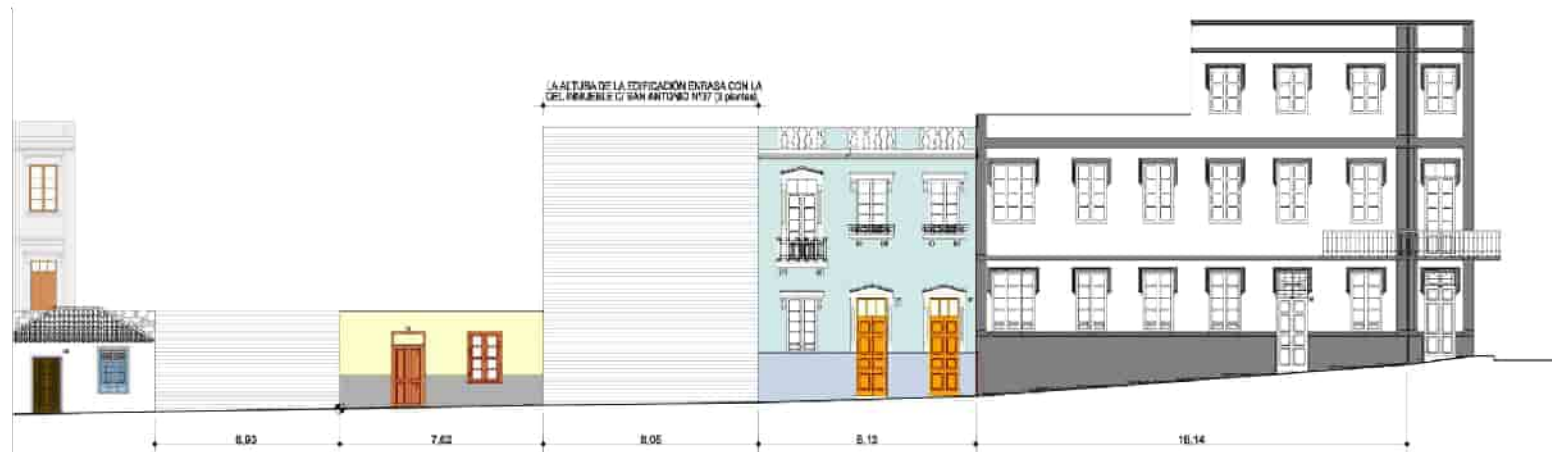 LA ALTURA DE LA EDIFICACIÓN ENRASA CON LA
DEL INMUEBLE C/ SAN ANTONIO Nº37 (3 plantas)
6,93
7,62
8,05
8,13
16,14